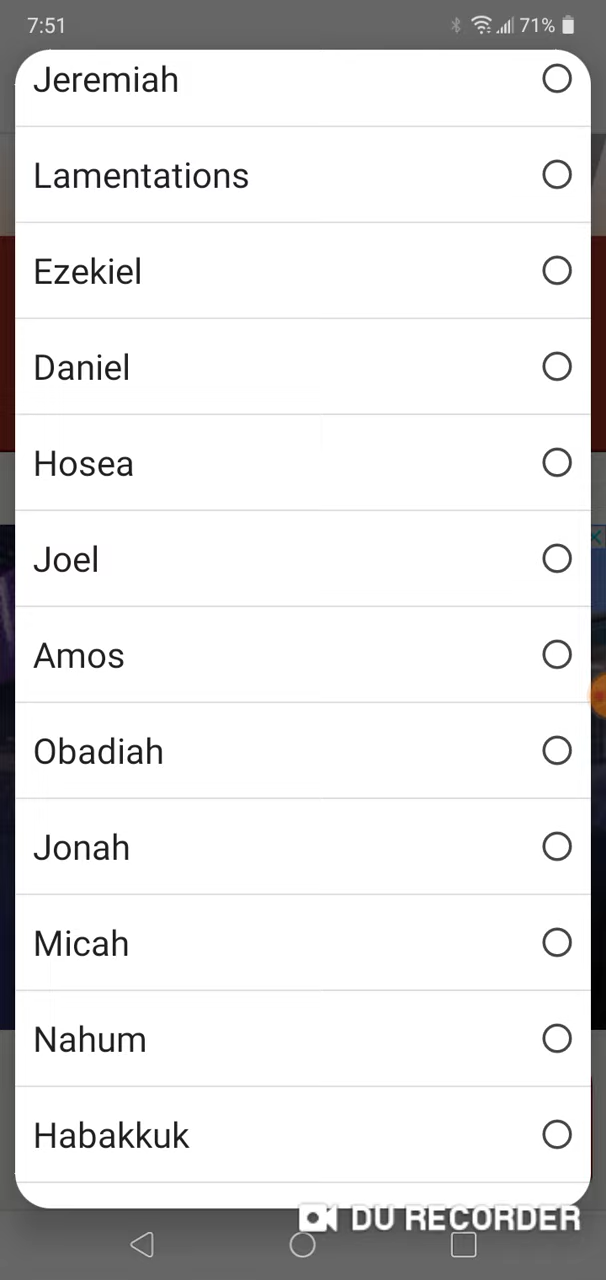 7:51 71%
Jeremiah
Lamentations
Ezekiel
Daniel
Hosea
Joel
Amos
Obadiah
Jonah
Micah
Nahum
Habakkuk
DU RECORDER